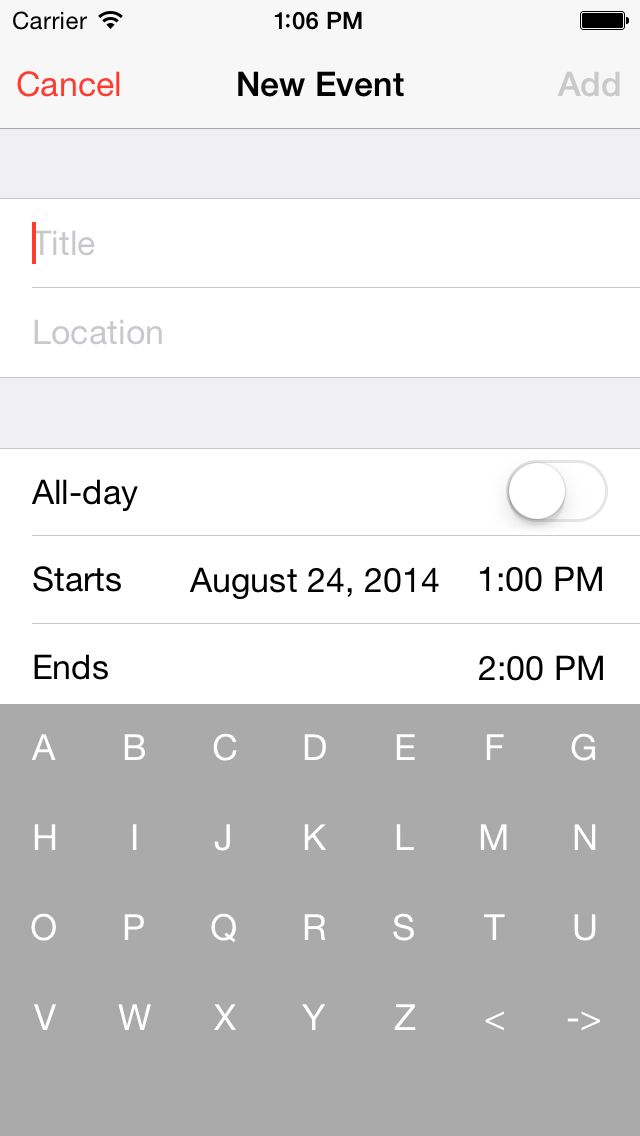 Carrier 1:06 PM
Cancel New Event Add
Title
Location
All-day
Starts August 24, 2014 1:00 PM
Ends 2:00 PM
A B C D E F G
H I J K L M N
O P Q R S T U
V W X Y Z < ->